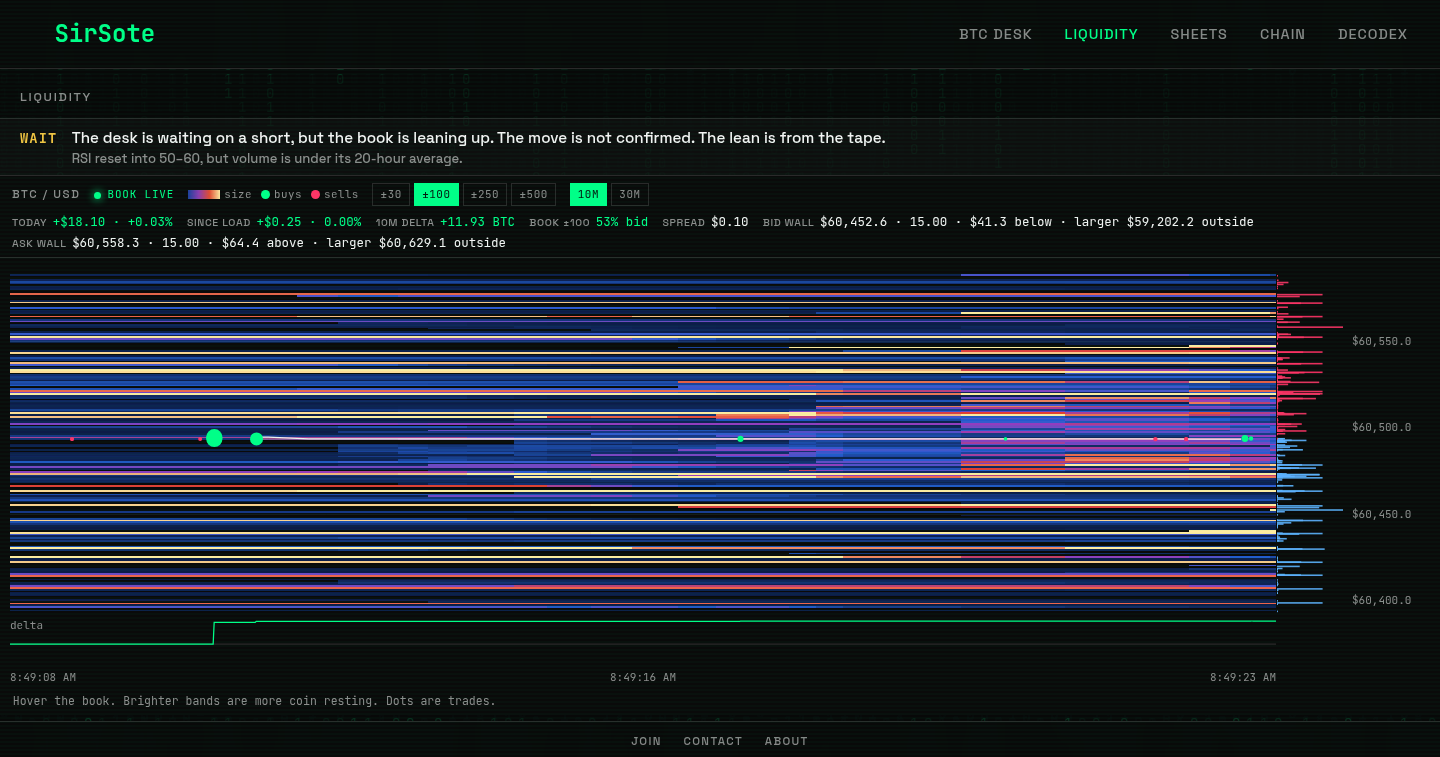 SirSote
BTC DESK LIQUIDITY SHEETS CHAIN DECODEX
LIQUIDITY
WAIT The desk is waiting on a short, but the book is leaning up. The move is not confirmed. The lean is from the tape.
RSI reset into 50–60, but volume is under its 20-hour average.
BTC / USD BOOK LIVE size buys sells ±30 ±100 ±250 ±500 10M 30M
TODAY +$18.10 · +0.03% SINCE LOAD +$0.25 · 0.00% 10M DELTA +11.93 BTC BOOK ±100 53% bid SPREAD $0.10 BID WALL $60,452.6 · 15.00 · $41.3 below · larger $59,202.2 outside
ASK WALL $60,558.3 · 15.00 · $64.4 above · larger $60,629.1 outside
$60,550.0
$60,500.0
$60,450.0
$60,400.0
delta
8:49:08 AM 8:49:16 AM 8:49:23 AM
Hover the book. Brighter bands are more coin resting. Dots are trades.
JOIN CONTACT ABOUT